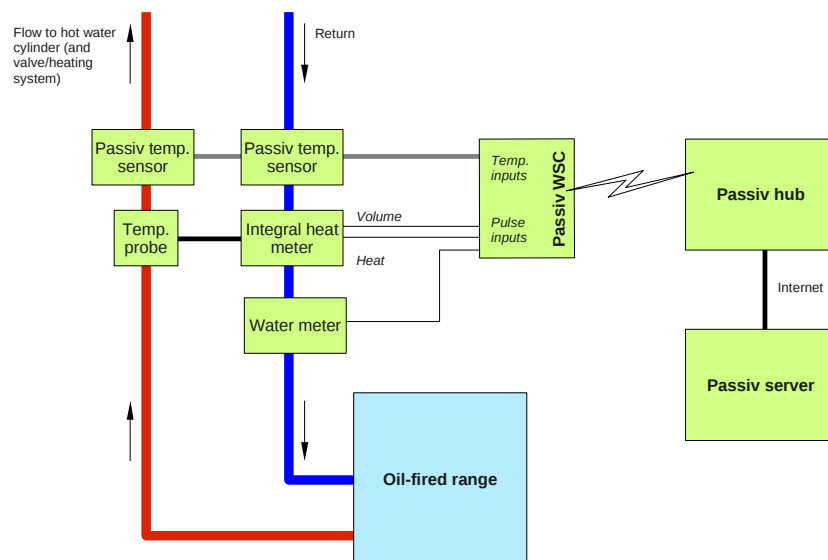 Flow to hot water
cylinder (and
valve/heating
system)
Return
Passiv temp.
sensor
Passiv temp.
sensor
Temp.
inputs
Pulse
inputs
Passiv WSC
Passiv hub
Temp.
probe
Integral heat
meter
Volume
Heat
Internet
Water meter
Passiv server
Oil-fired range